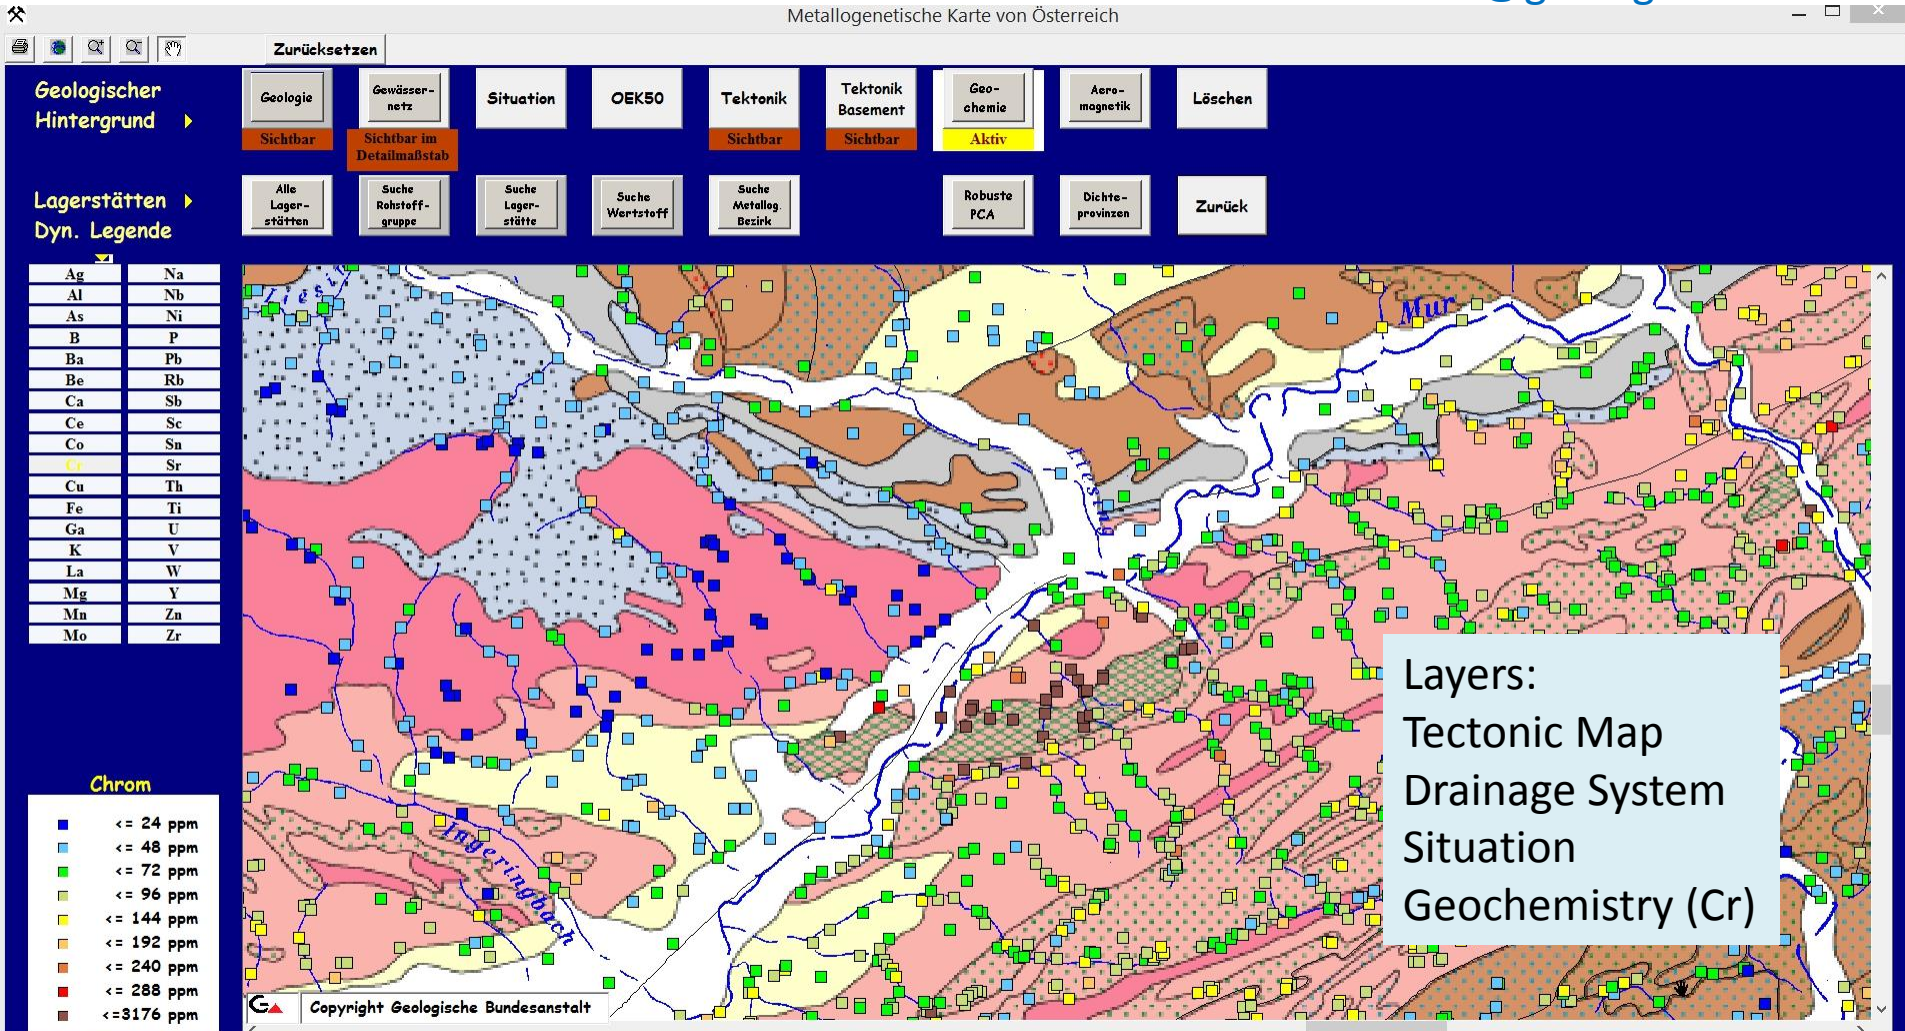 Metallogenetische Karte von Österreich
Zurücksetzen
Geologischer
Hintergrund
Geologie
Sichtbar
Gewässer-
netz
Sichtbar im
Detailmaßstab
Situation
OEK50
Tektonik
Sichtbar
Tektonik
Basement
Sichtbar
Geo-
chemie
Aktiv
Aero-
magnetik
Löschen
Lagerstätten
Dyn. Legende
Alle
Lager-
stätten
Suche
Rohstoff-
gruppe
Suche
Lager-
stätte
Suche
Wertstoff
Suche
Metallog.
Bezirk
Robuste
PCA
Dichte-
provinzen
Zurück
Ag Na
Al Nb
As Ni
B P
Ba Pb
Be Rb
Ca Sb
Ce Sc
Co Sn
Cr Sr
Cu Th
Fe Ti
Ga U
K V
La W
Mg Y
Mn Zn
Mo Zr
Chrom
<= 24 ppm
<= 48 ppm
<= 72 ppm
<= 96 ppm
<= 144 ppm
<= 192 ppm
<= 240 ppm
<= 288 ppm
<=3176 ppm
Mur
Ingeringbach
Layers:
Tectonic Map
Drainage System
Situation
Geochemistry (Cr)
Copyright Geologische Bundesanstalt